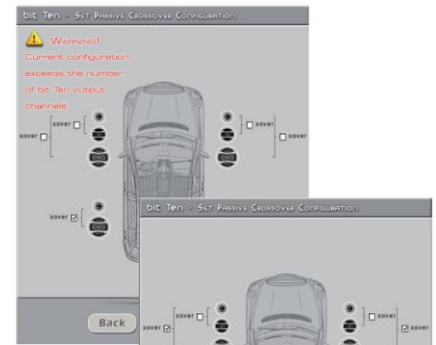 bit Ten - Set Passive Crossover Configuration
Warning!
Current configuration
exceeds the number
of bit Ten output
channels
xover
xover
xover
xover
xover
Back
bit Ten - Set Passive Crossover Configuration
xover
xover
xover
xover